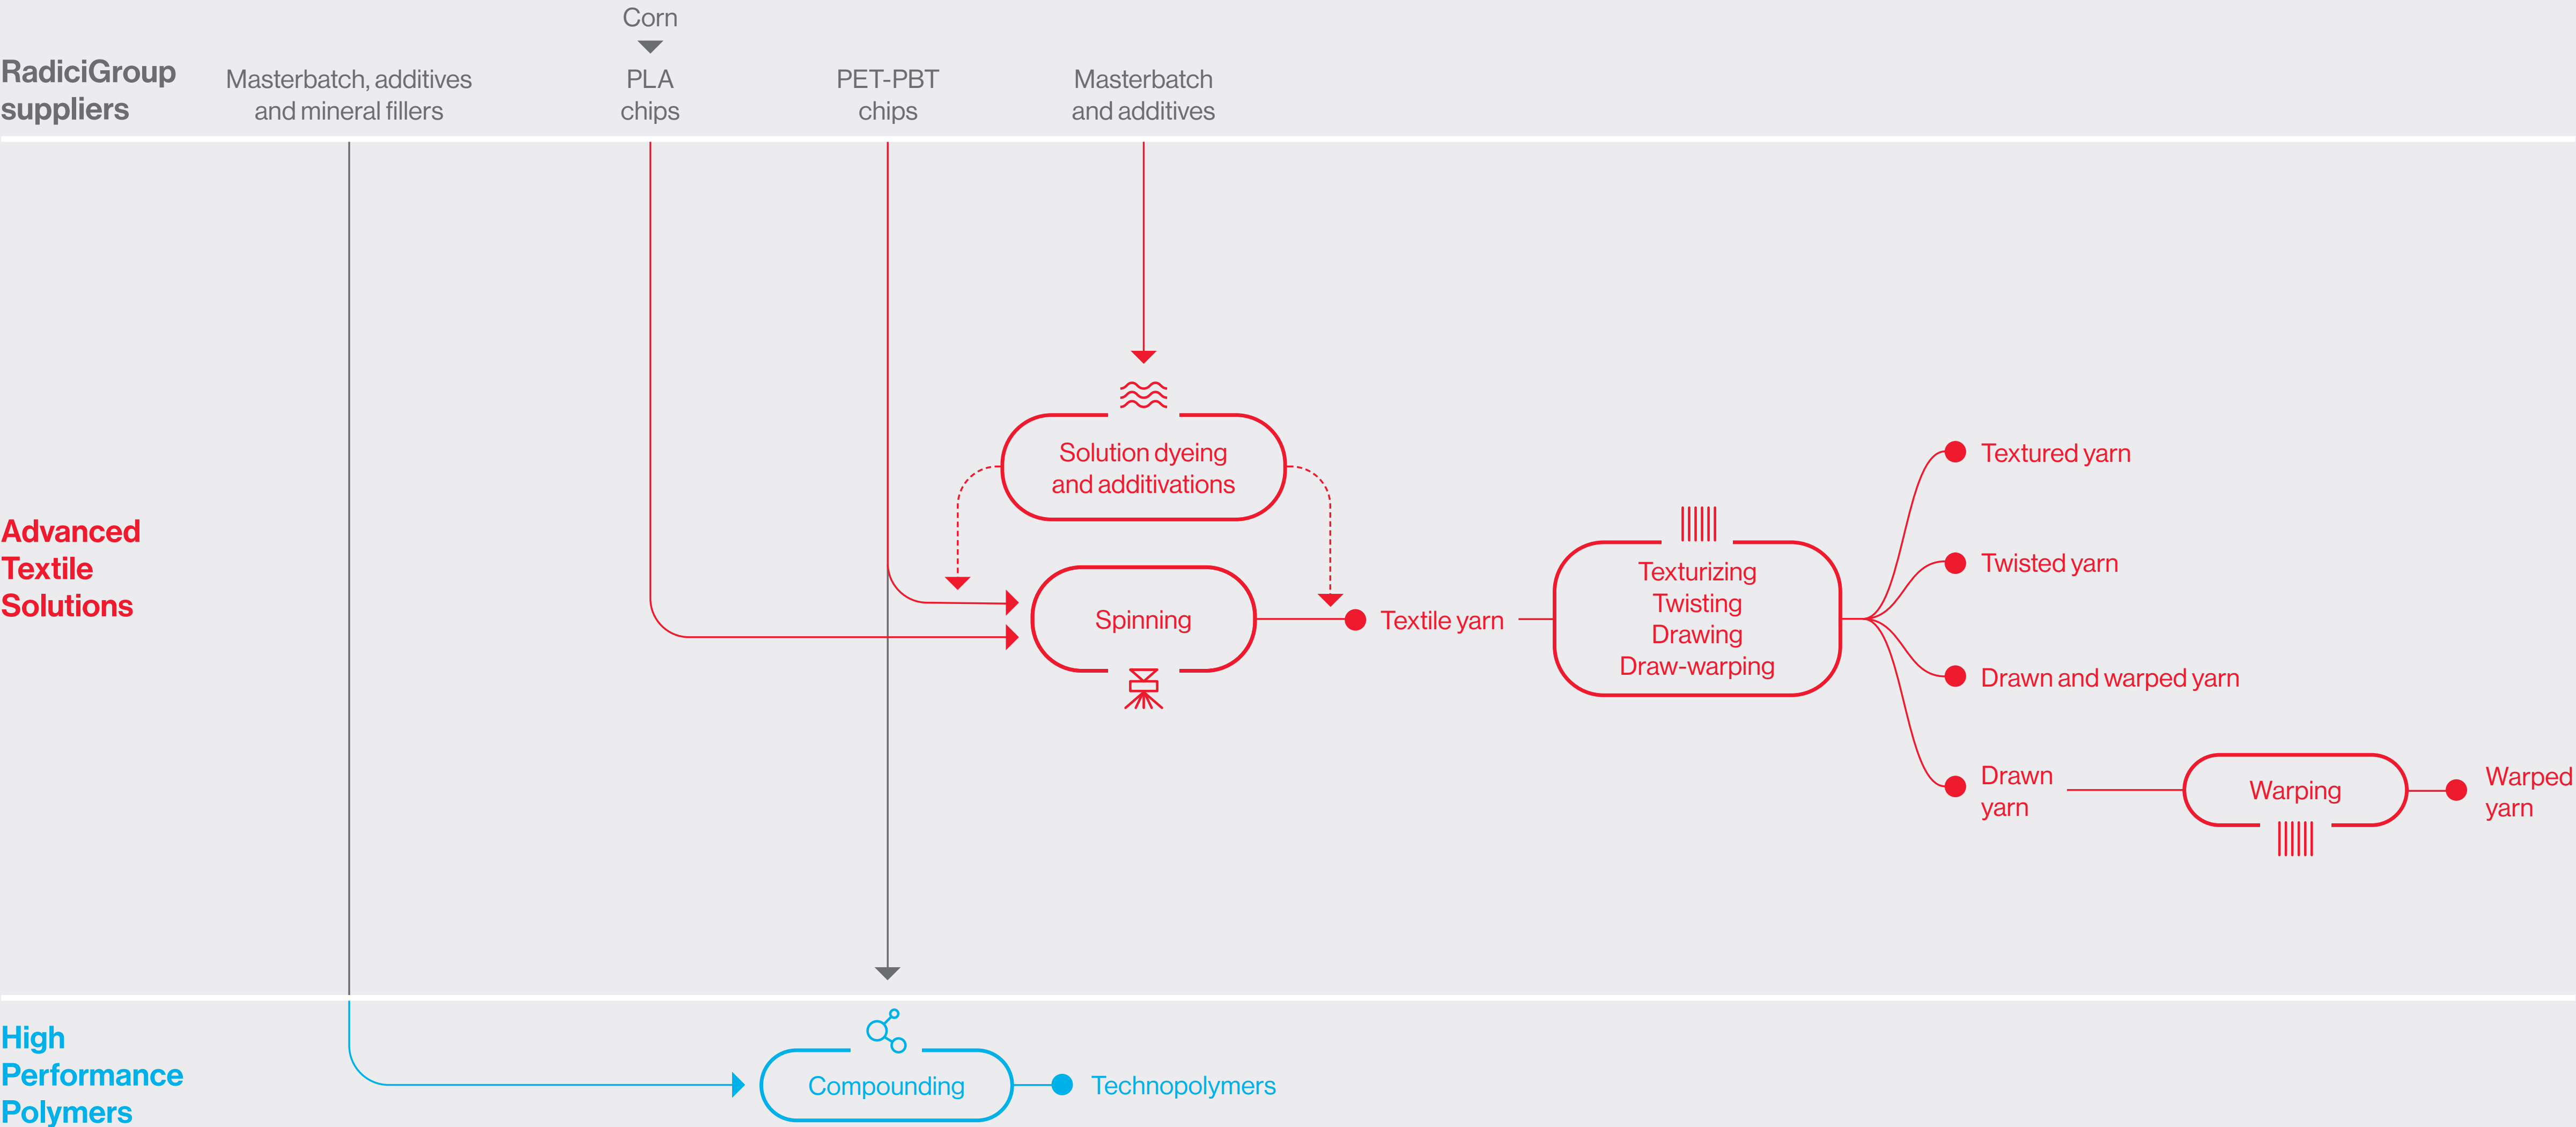 Corn
RadiciGroup
suppliers
Masterbatch, additives
and mineral fillers
PLA
chips
PET-PBT
chips
Masterbatch
and additives
Advanced
Textile
Solutions
Solution dyeing
and additivations
Spinning
Textile yarn
Texturizing
Twisting
Drawing
Draw-warping
Textured yarn
Twisted yarn
Drawn and warped yarn
Drawn
yarn
Warping
Warped
yarn
High
Performance
Polymers
Compounding
Technopolymers